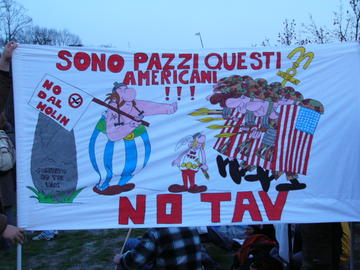 SONO PAZZI QUESTI
AMERICANI
!!!
NO
DAL
MOLIN
NO TAV